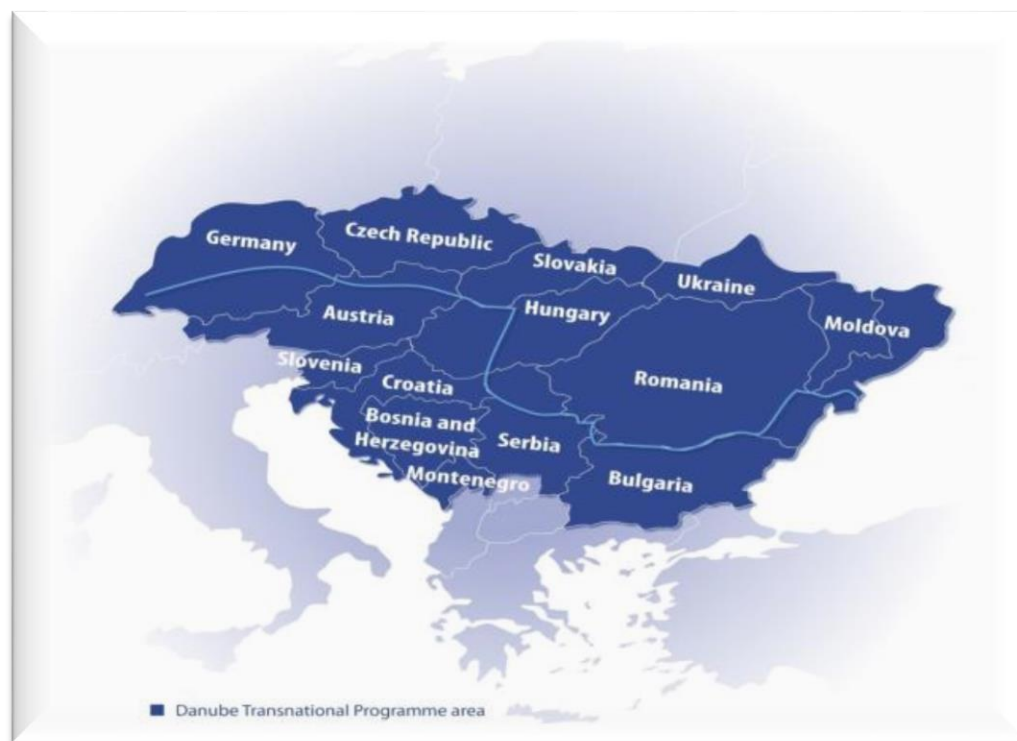 Germany
Czech Republic
Slovakia
Ukraine
Austria
Hungary
Moldova
Slovenia
Croatia
Romania
Bosnia and
Herzegovina
Serbia
Montenegro
Bulgaria
Danube Transnational Programme area